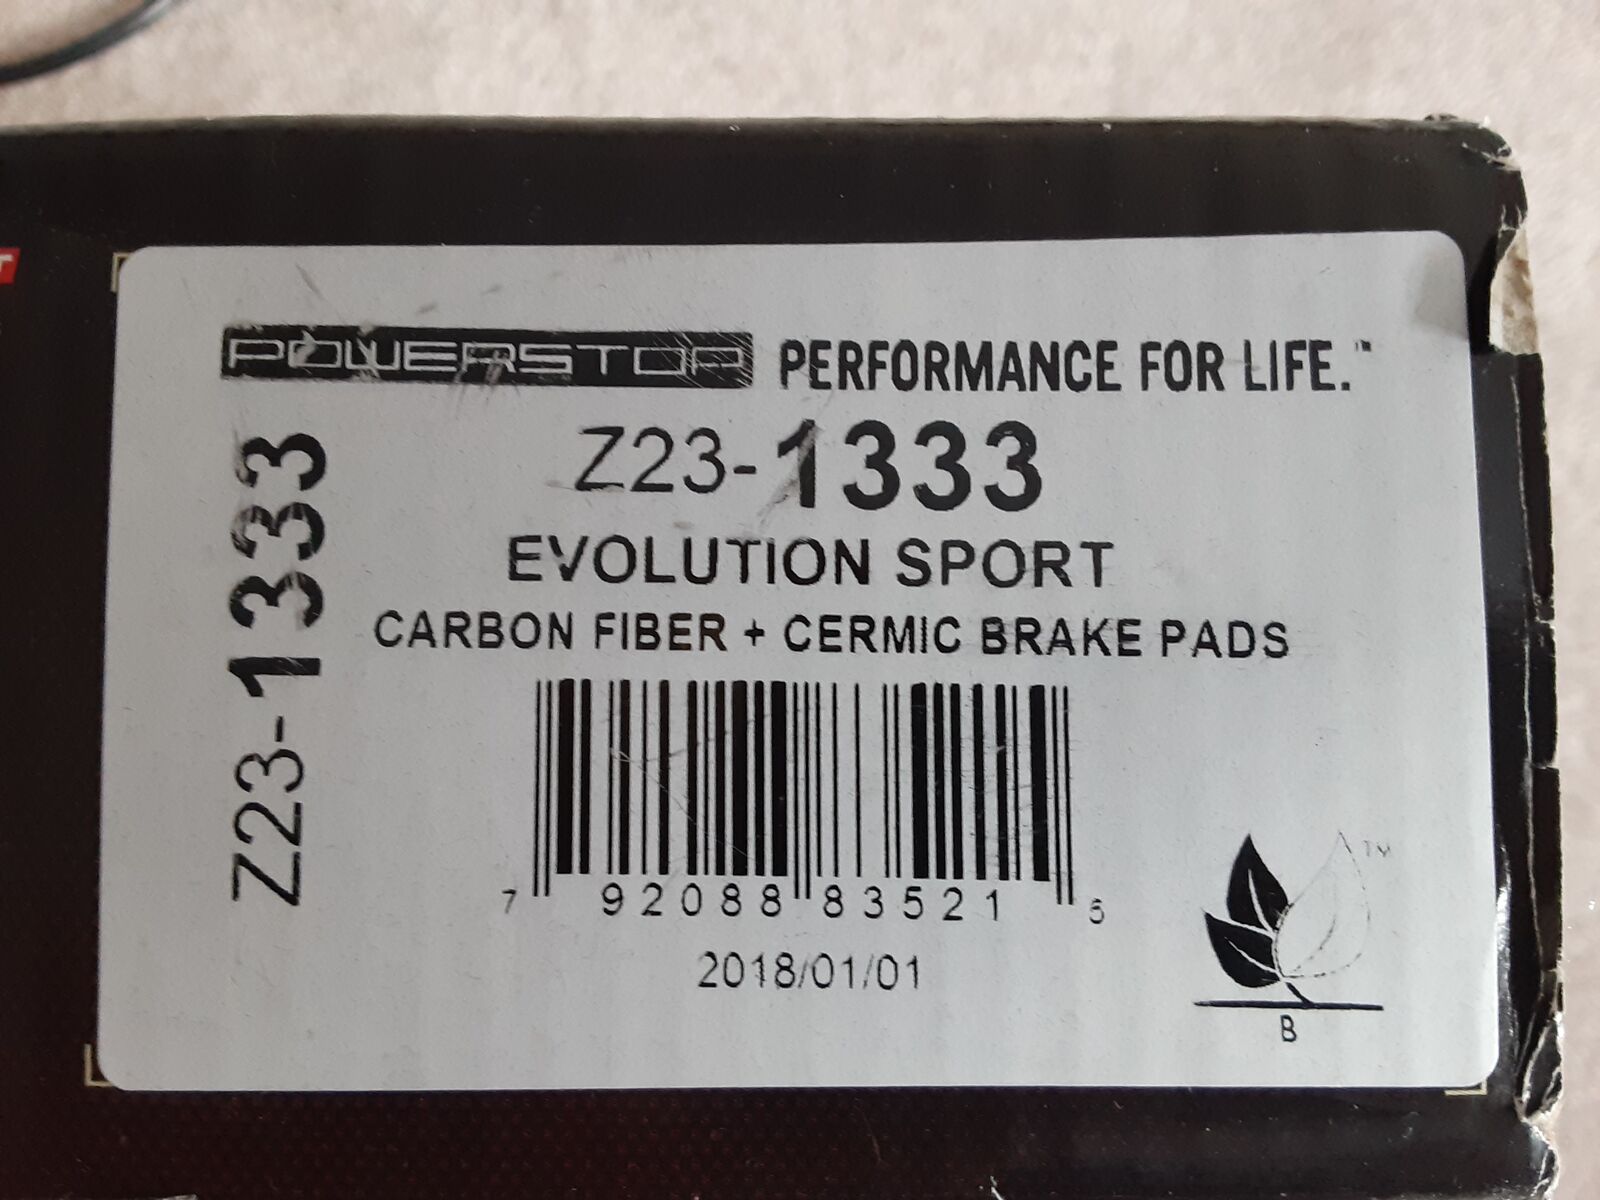 POWERSTOP PERFORMANCE FOR LIFE.™
Z23-1333
EVOLUTION SPORT
CARBON FIBER + CERMIC BRAKE PADS
Z23-1333
7 92088 83521 5
2018/01/01
TM
B
T